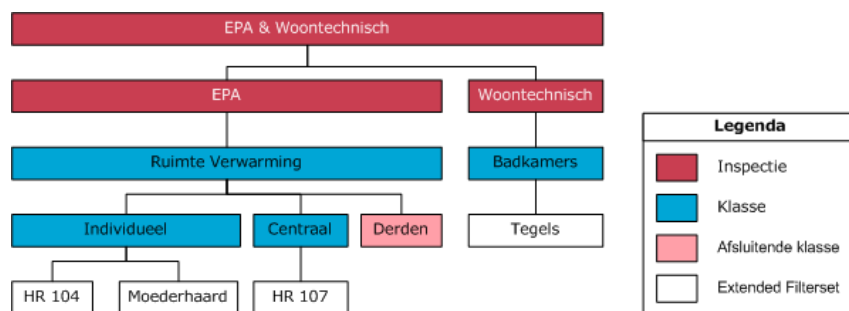 EPA & Woontechnisch
EPA
Woontechnisch
Ruimte Verwarming
Badkamers
Individueel
Centraal
Derden
Tegels
HR 104
Moederhaard
HR 107
Legenda
Inspectie
Klasse
Afsluitende klasse
Extended Filterset